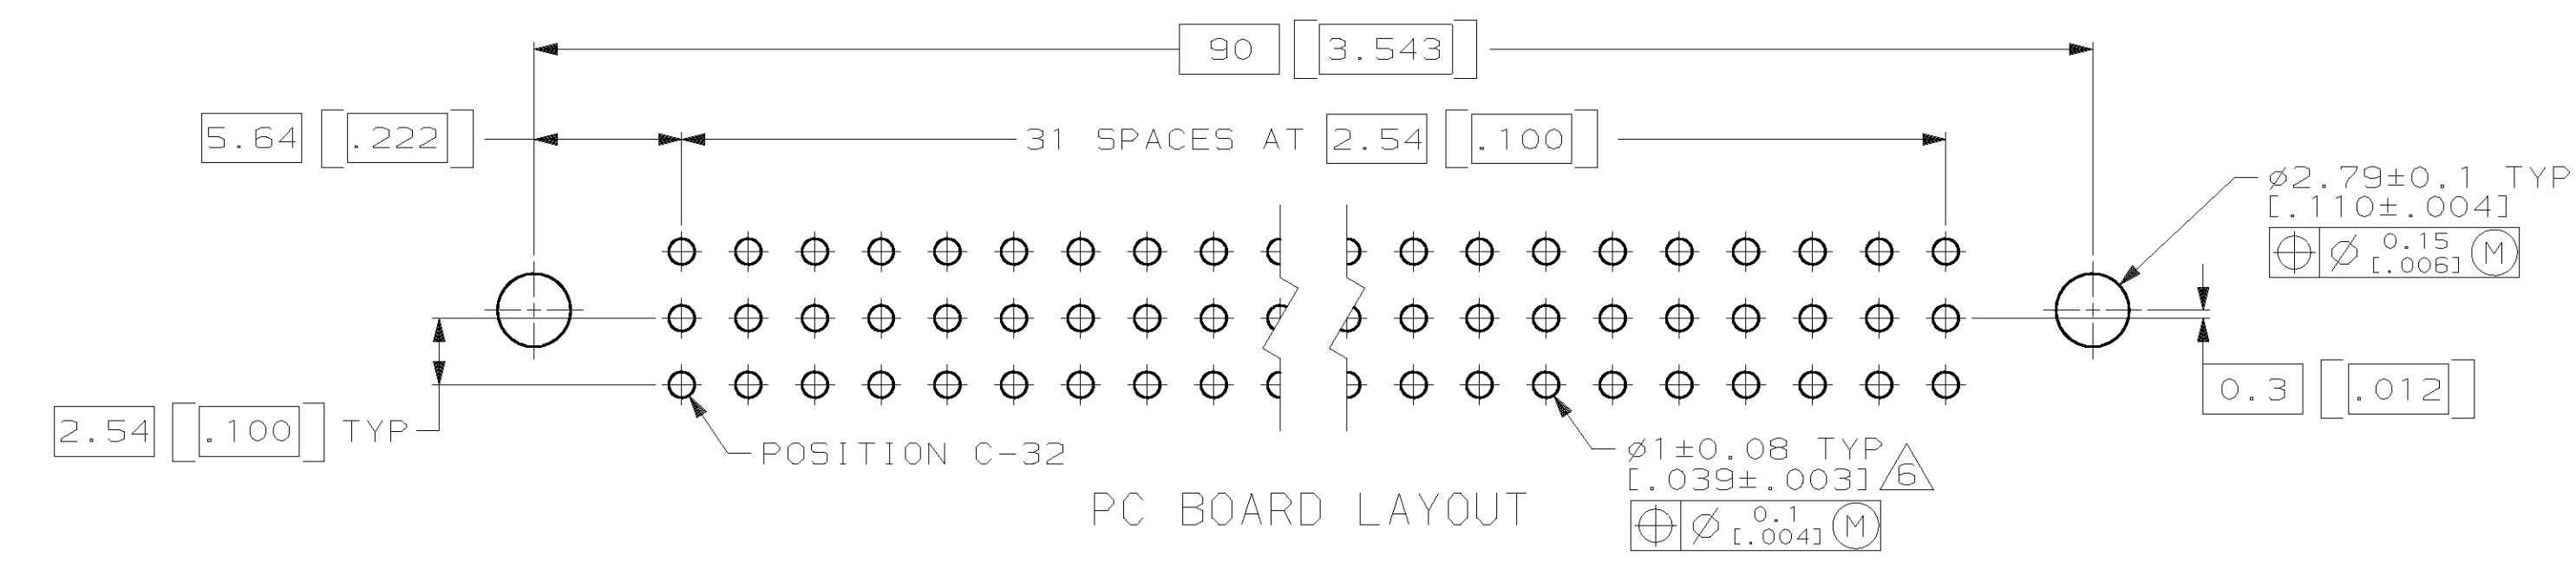 90 [3.543]
5.64 [.222]
31 SPACES AT 2.54 [.100]
⌀2.79±0.1 TYP
[.110±.004]
⌖ ⌀ 0.15 [.006] Ⓜ
0.3 [.012]
2.54 [.100] TYP
POSITION C-32
⌀1±0.08 TYP
[.039±.003] 6
⌖ ⌀ 0.1 [.004] Ⓜ
PC BOARD LAYOUT